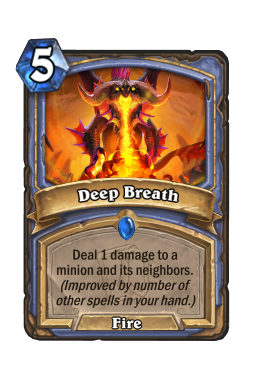 5
Deep Breath
Deal 1 damage to a
minion and its neighbors.
(Improved by number of
other spells in your hand.)
Fire